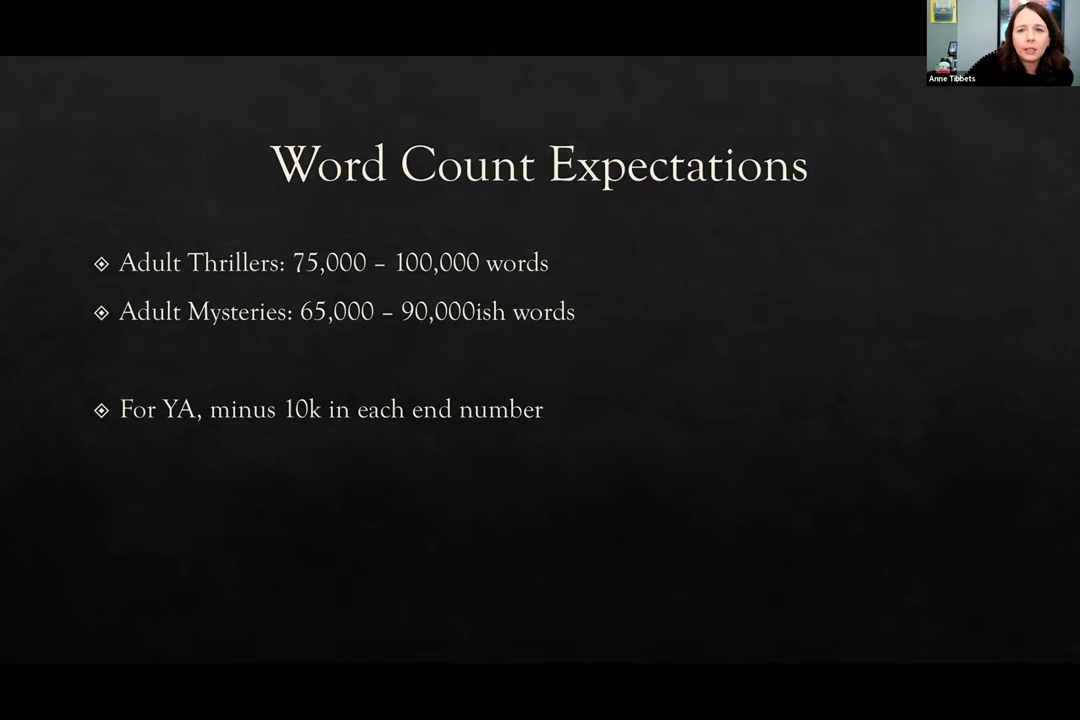 Anne Tibbets
Word Count Expectations
Adult Thrillers: 75,000 – 100,000 words
Adult Mysteries: 65,000 – 90,000ish words
For YA, minus 10k in each end number